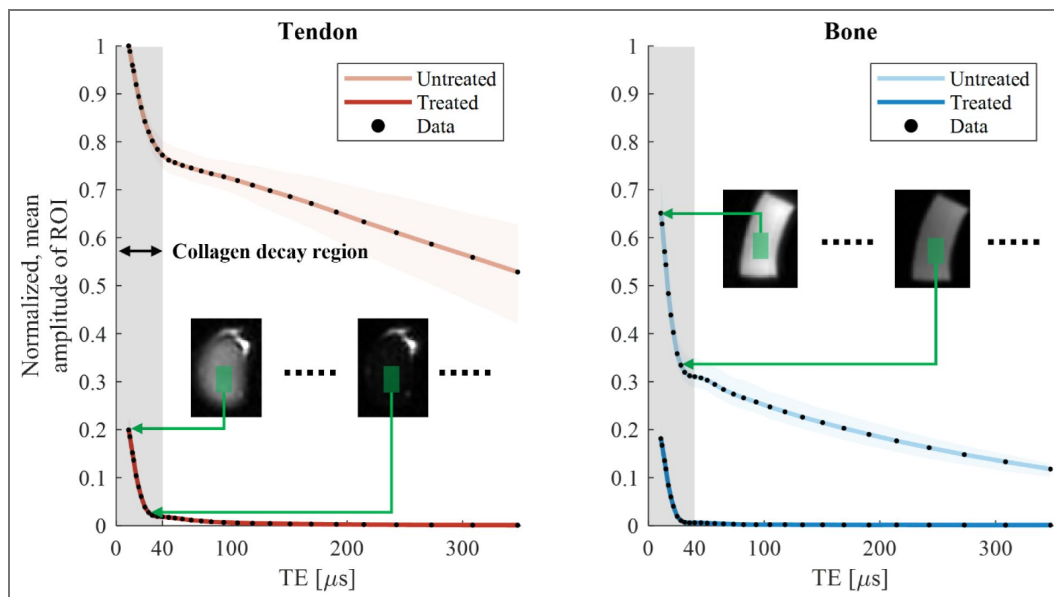 Tendon
Normalized, mean
amplitude of ROI
1
0.9
0.8
0.7
0.6
0.5
0.4
0.3
0.2
0.1
0
Untreated
Treated
Data
Collagen decay region
0 40 100 200 300
TE [μs]
Bone
1
0.9
0.8
0.7
0.6
0.5
0.4
0.3
0.2
0.1
0
Untreated
Treated
Data
0 40 100 200 300
TE [μs]